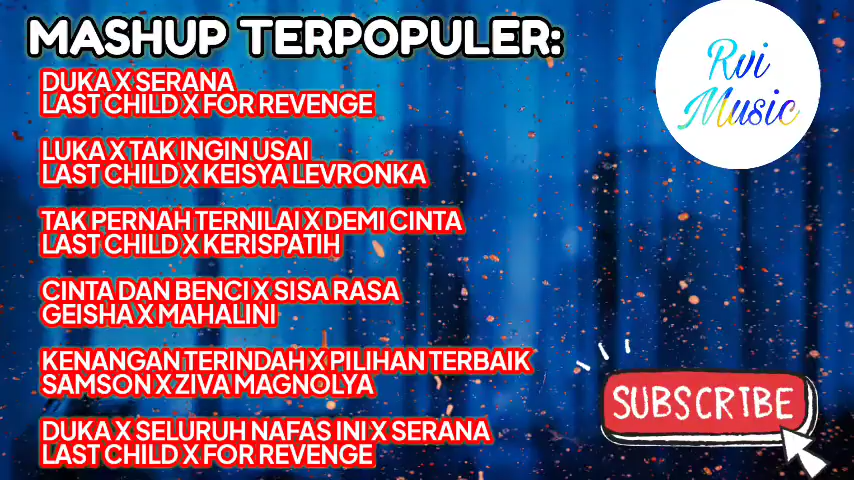 MASHUP TERPOPULER:
DUKA X SERANA
LAST CHILD X FOR REVENGE
LUKA X TAK INGIN USAI
LAST CHILD X KEISYA LEVRONKA
TAK PERNAH TERNILAI X DEMI CINTA
LAST CHILD X KERISPATIH
CINTA DAN BENCI X SISA RASA
GEISHA X MAHALINI
KENANGAN TERINDAH X PILIHAN TERBAIK
SAMSON X ZIVA MAGNOLYA
DUKA X SELURUH NAFAS INI X SERANA
LAST CHILD X FOR REVENGE
Rvi
Music
SUBSCRIBE